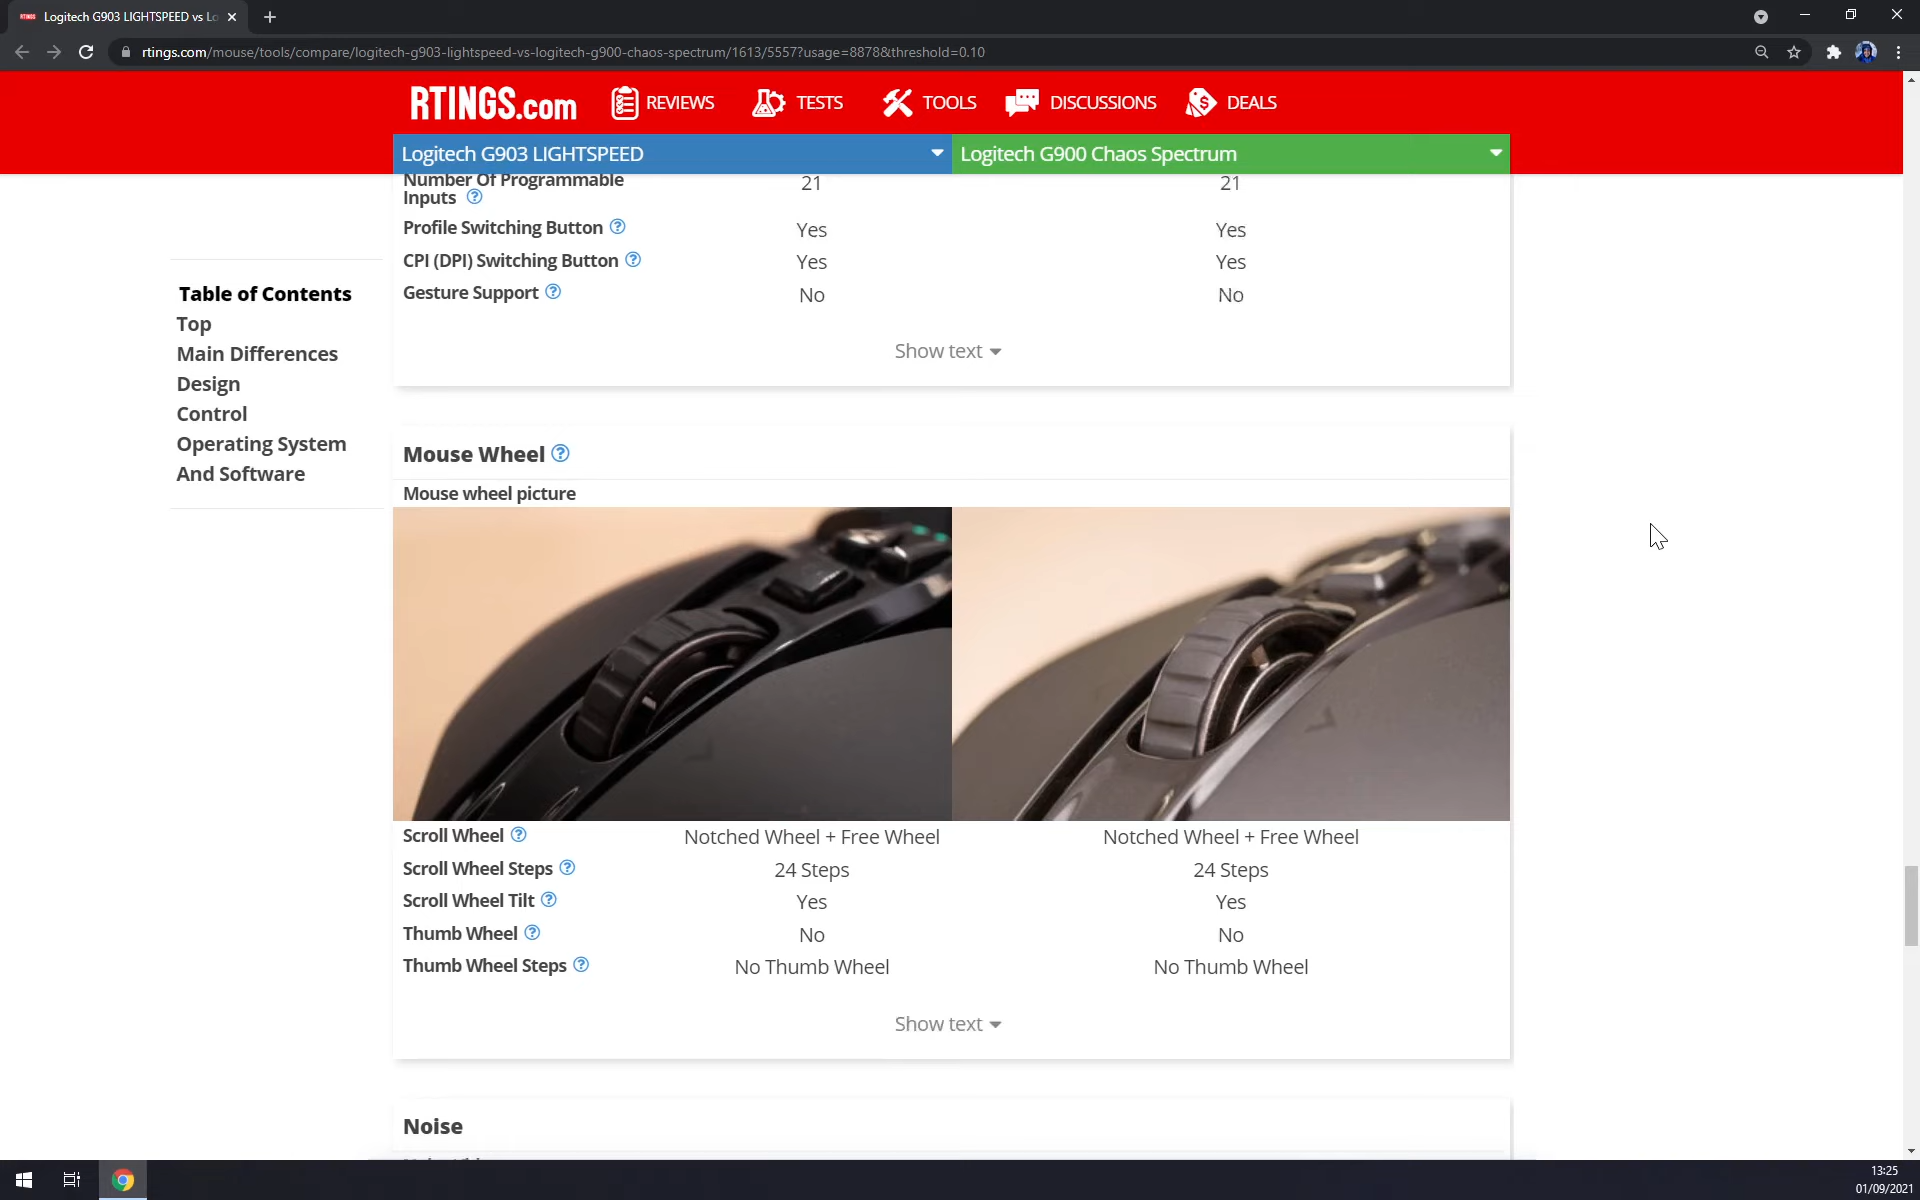 RTINGS Logitech G903 LIGHTSPEED vs Lo
rtings.com/mouse/tools/compare/logitech-g903-lightspeed-vs-logitech-g900-chaos-spectrum/1613/5557?usage=8878&threshold=0.10
RTINGS.com REVIEWS TESTS TOOLS DISCUSSIONS DEALS
Logitech G903 LIGHTSPEED Logitech G900 Chaos Spectrum
Number Of Programmable
Inputs ? 21 21
Profile Switching Button ? Yes Yes
CPI (DPI) Switching Button ? Yes Yes
Gesture Support ? No No
Show text
Table of Contents
Top
Main Differences
Design
Control
Operating System
And Software
Mouse Wheel ?
Mouse wheel picture
Scroll Wheel ? Notched Wheel + Free Wheel Notched Wheel + Free Wheel
Scroll Wheel Steps ? 24 Steps 24 Steps
Scroll Wheel Tilt ? Yes Yes
Thumb Wheel ? No No
Thumb Wheel Steps ? No Thumb Wheel No Thumb Wheel
Show text
Noise
13:25
01/09/2021